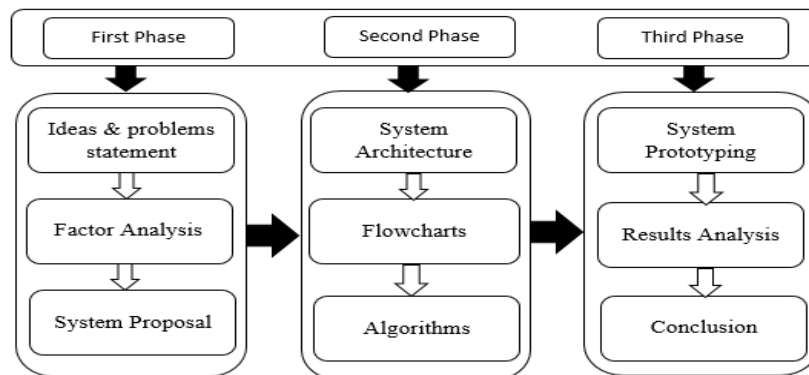 First Phase
Second Phase
Third Phase
Ideas & problems
statement
Factor Analysis
System Proposal
System
Architecture
Flowcharts
Algorithms
System
Prototyping
Results Analysis
Conclusion